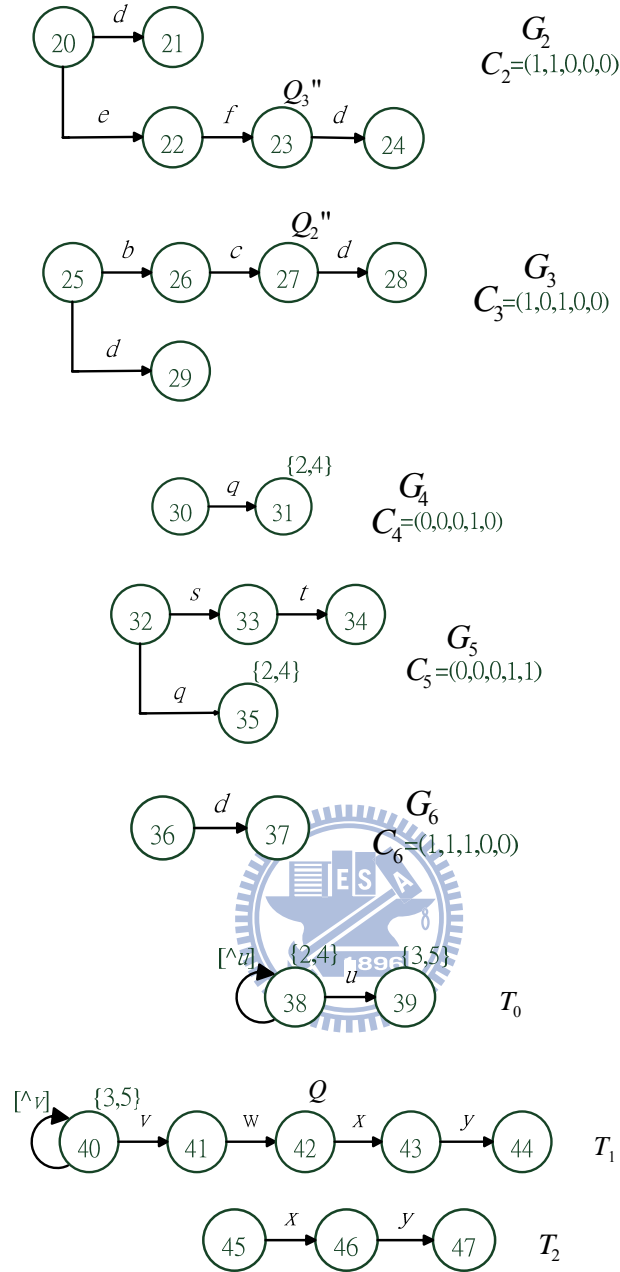 d
20 21 G₂
C₂=(1,1,0,0,0)
e f Q₃" d
22 23 24
Q₂"
b c d
25 26 27 28 G₃
C₃=(1,0,1,0,0)
d
29
{2,4}
q
30 31 G₄
C₄=(0,0,0,1,0)
s t
32 33 34
G₅
C₅=(0,0,0,1,1)
{2,4}
q
35
d
36 37 G₆
C₆=(1,1,1,0,0)
E S A
1896
[^u] {2,4} u {3,5}
38 39 T₀
Q
[^v] {3,5} v w x y
40 41 42 43 44 T₁
x y
45 46 47 T₂